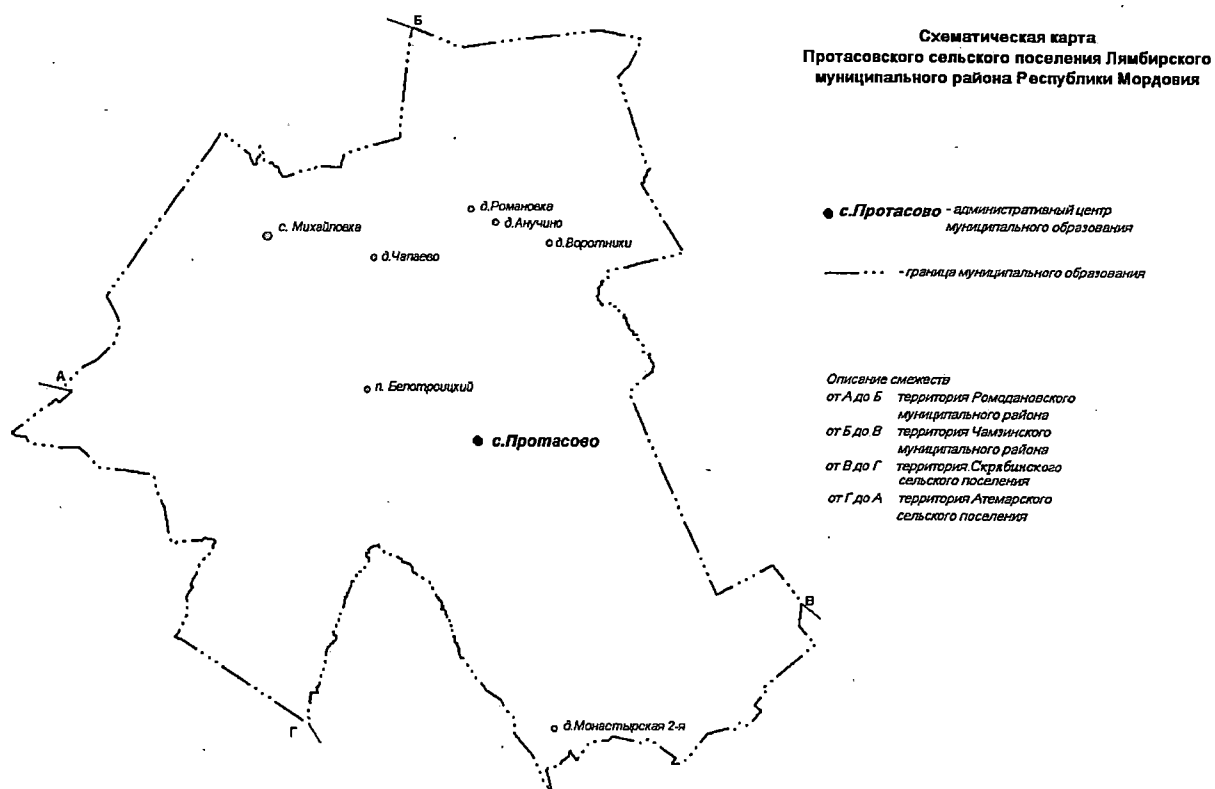 Схематическая карта
Протасовского сельского поселения Лямбирского
муниципального района Республики Мордовия
Б
д.Романовка
д.Анучино
с. Михайловка
д.Воротники
д.Чапаево
с.Протасово - административный центр
муниципального образования
- граница муниципального образования
А
п. Белотроицкий
с.Протасово
Описание смежеств
от А до Б территория Ромодановского
муниципального района
от Б до В территория Чамзинского
муниципального района
от В до Г территория Скрябинского
сельского поселения
от Г до А территория Атемарского
сельского поселения
В
Г
д.Монастырская 2-я